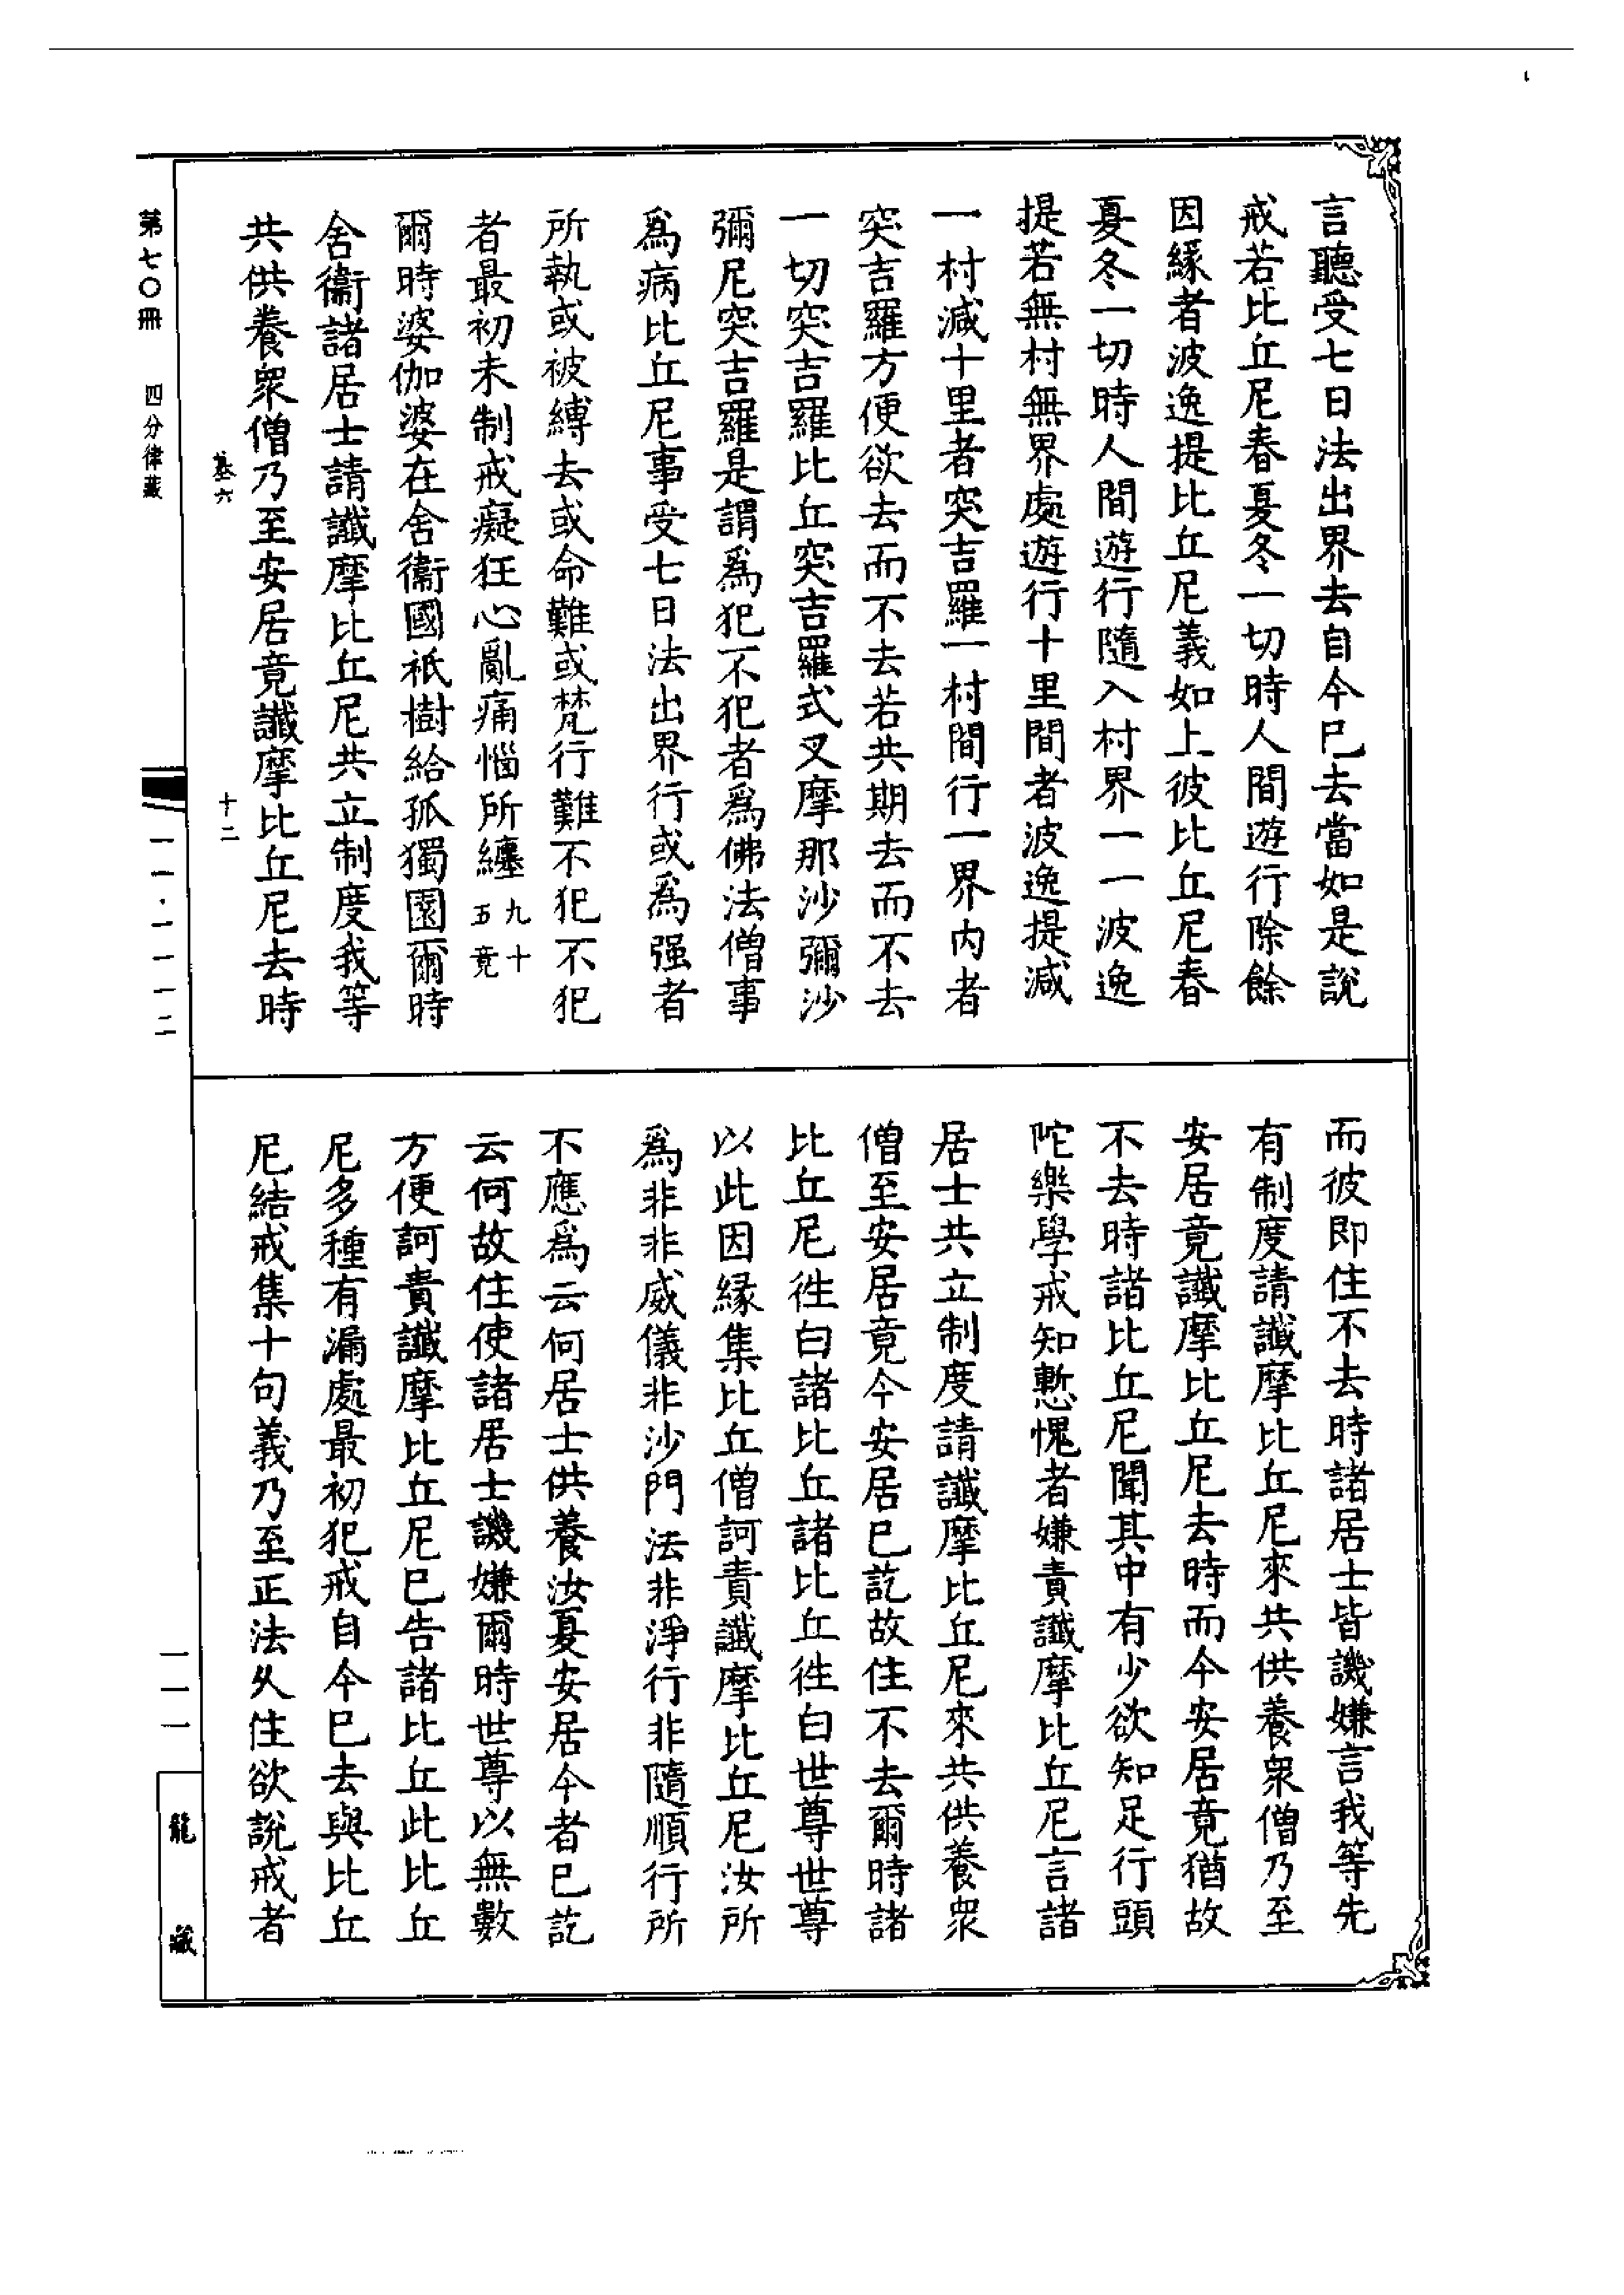 言聽受七日法出界去自今巳去當如是說
戒若比丘尼春夏冬一切時人間遊行除餘
因緣者波逸提比丘尼義如上彼比丘尼春
夏冬一切時人間遊行隨入村界一一波逸
提若無村無界處遊行十里間者波逸提減
一村減十里者突吉羅一村間行一界內者
突吉羅方便欲去而不去若共期去而不去
一切突吉羅比丘突吉羅式叉摩那沙彌沙
彌尼突吉羅是謂爲犯不犯者爲佛法僧事
爲病比丘尼事受七日法出界行或爲强者
所執或被縛去或命難或梵行難不犯不犯
者最初未制戒癡狂心亂痛惱所纏九十五竟
爾時婆伽婆在舍衞國祇樹給孤獨園爾時
舍衞諸居士請讖摩比丘尼共立制度我等
共供養衆僧乃至安居竟讖摩比丘尼去時
卷六
十二
第七〇冊
四分律藏
一一·一一一二
而彼即住不去時諸居士皆譏嫌言我等先
有制度請讖摩比丘尼來共供養衆僧乃至
安居竟讖摩比丘尼去時而今安居竟猶故
不去時諸比丘尼聞其中有少欲知足行頭
陀樂學戒知慙愧者嫌責讖摩比丘尼言諸
居士共立制度請讖摩比丘尼來共供養衆
僧至安居竟今安居巳訖故住不去爾時諸
比丘尼徃白諸比丘諸比丘徃白世尊世尊
以此因緣集比丘僧訶責讖摩比丘尼汝所
爲非非威儀非沙門法非淨行非隨順行所
不應爲云何居士供養汝夏安居今者巳訖
云何故住使諸居士譏嫌爾時世尊以無數
方便訶責讖摩比丘尼巳告諸比丘此比丘
尼多種有漏處最初犯戒自今巳去與比丘
尼結戒集十句義乃至正法久住欲說戒者
一一一
龍藏